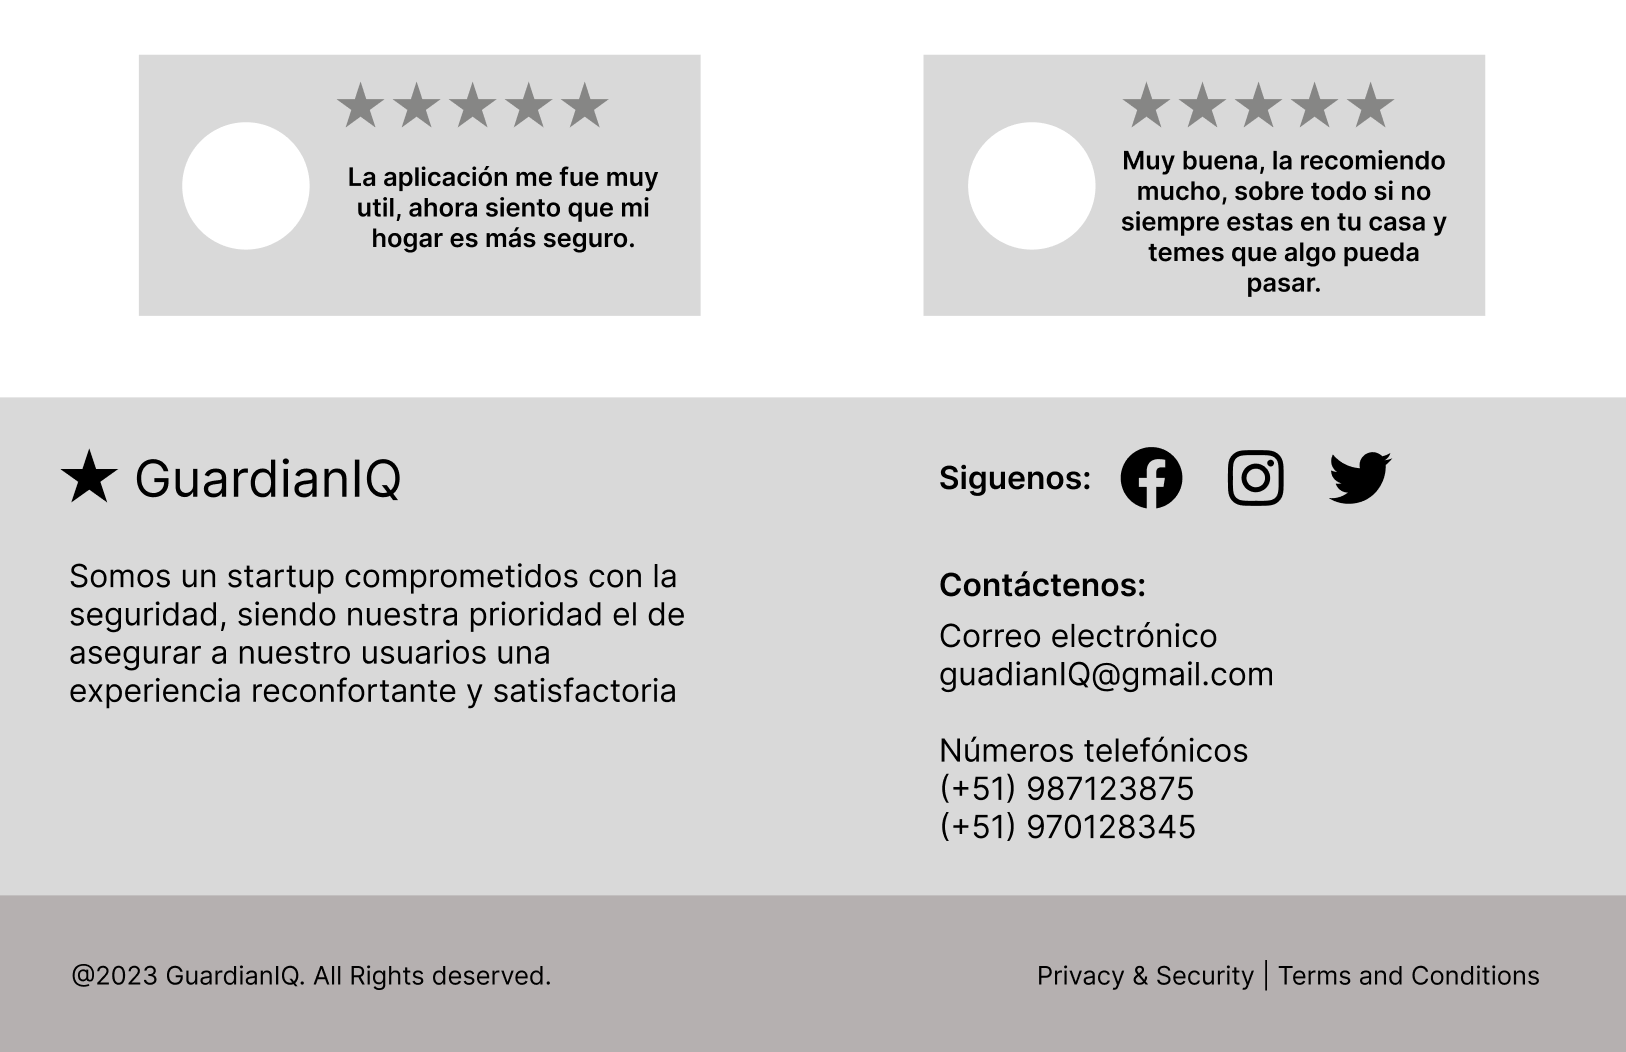 La aplicación me fue muy
util, ahora siento que mi
hogar es más seguro.
Muy buena, la recomiendo
mucho, sobre todo si no
siempre estas en tu casa y
temes que algo pueda
pasar.
GuardianIQ
Somos un startup comprometidos con la
seguridad, siendo nuestra prioridad el de
asegurar a nuestro usuarios una
experiencia reconfortante y satisfactoria
Siguenos:
Contáctenos:
Correo electrónico
guadianIQ@gmail.com
Números telefónicos
(+51) 987123875
(+51) 970128345
@2023 GuardianIQ. All Rights deserved.
Privacy & Security | Terms and Conditions